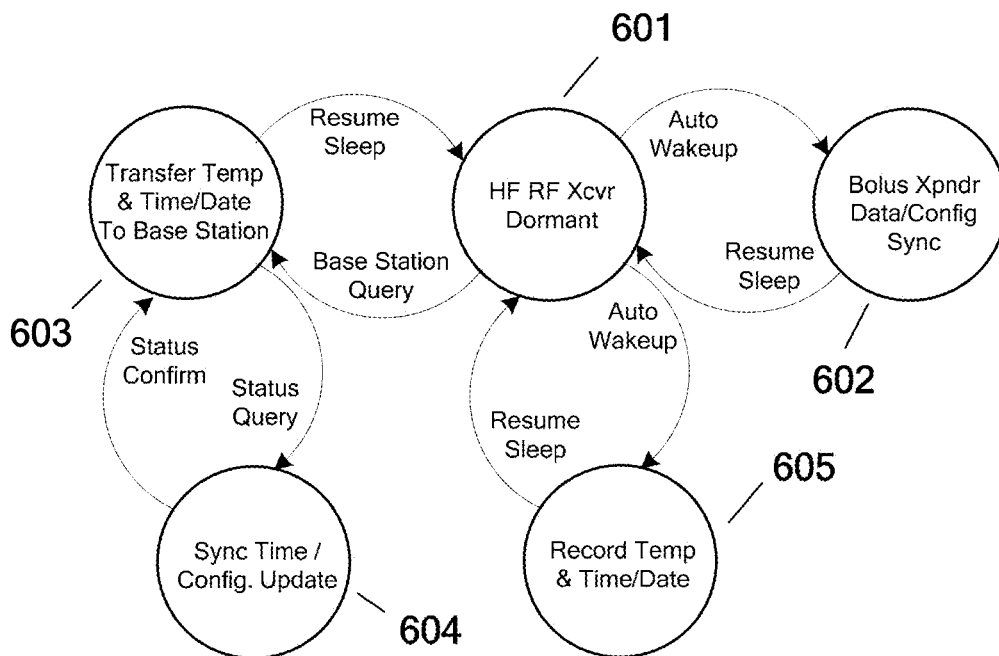 601
Resume
Sleep
Auto
Wakeup
Transfer Temp
& Time/Date
To Base Station
HF RF Xcvr
Dormant
Bolus Xpndr
Data/Config
Sync
Base Station
Query
Resume
Sleep
603
Auto
Wakeup
602
Status
Confirm
Status
Query
Resume
Sleep
605
Sync Time /
Config. Update
Record Temp
& Time/Date
604